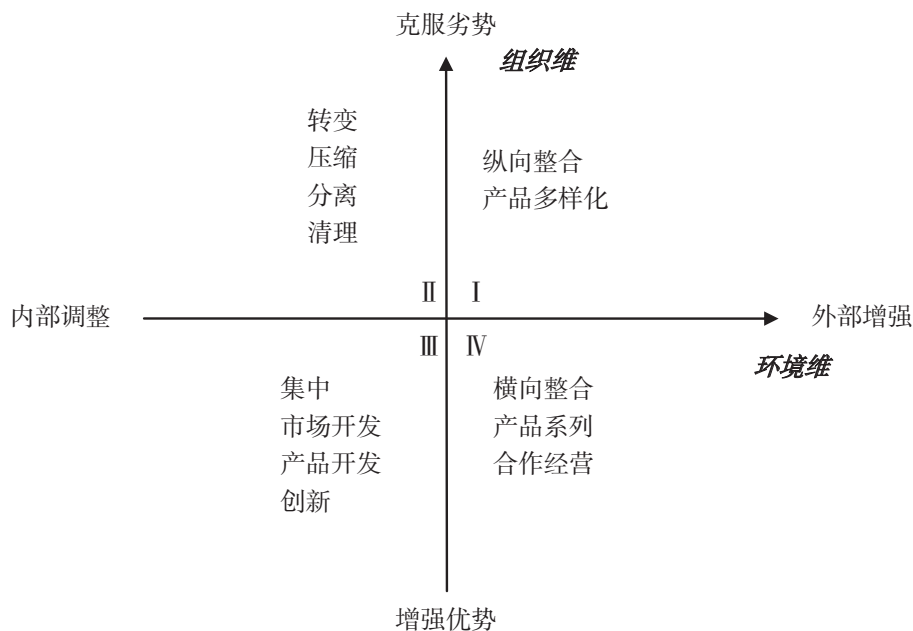 克服劣势
组织维
转变
压缩
分离
清理
纵向整合
产品多样化
Ⅱ Ⅰ
内部调整
外部增强
Ⅲ Ⅳ
环境维
集中
市场开发
产品开发
创新
横向整合
产品系列
合作经营
增强优势